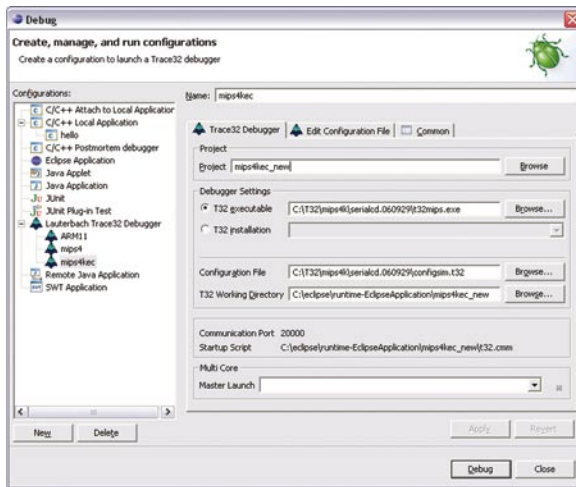 Debug
Create, manage, and run configurations
Create a configuration to launch a Trace32 debugger
Configurations:
C/C++ Attach to Local Applicatior
C/C++ Local Application
hello
C/C++ Postmortem debugger
Eclipse Application
Java Applet
Java Application
JUnit
JUnit Plug-in Test
Lauterbach Trace32 Debugger
ARM11
mips4
mips4kec
Remote Java Application
SWT Application
New
Delete
Name: mips4kec
Trace32 Debugger
Edit Configuration File
Common
Project
Project mips4kec_new
Browse
Debugger Settings
T32 executable C:\T32\mips4k\serialcd.060929\t32mips.exe Browse...
T32 installation
Configuration File C:\T32\mips4k\serialcd.060929\configsim.t32 Browse...
T32 Working Directory C:\eclipse\runtime-EclipseApplication\mips4kec_new Browse...
Communication Port 20000
Startup Script C:\eclipse\runtime-EclipseApplication\mips4kec_new\t32.cmm
Multi Core
Master Launch
Apply
Revert
Debug
Close